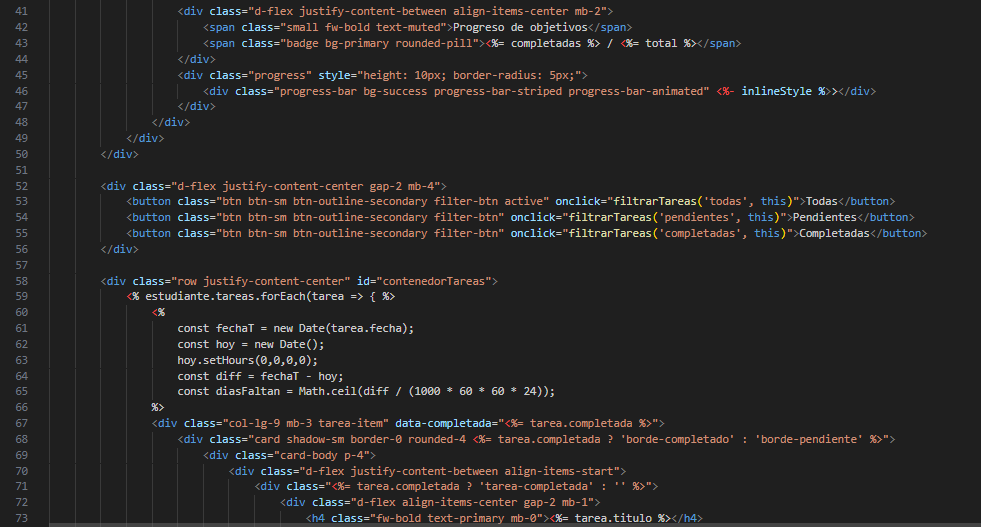 41 <div class="d-flex justify-content-between align-items-center mb-2">
42 <span class="small fw-bold text-muted">Progreso de objetivos</span>
43 <span class="badge bg-primary rounded-pill"><%= completadas %> / <%= total %></span>
44 </div>
45 <div class="progress" style="height: 10px; border-radius: 5px;">
46 <div class="progress-bar bg-success progress-bar-striped progress-bar-animated" <%- inlineStyle %>></div>
47 </div>
48 </div>
49 </div>
50 </div>
51
52 <div class="d-flex justify-content-center gap-2 mb-4">
53 <button class="btn btn-sm btn-outline-secondary filter-btn active" onclick="filtrarTareas('todas', this)">Todas</button>
54 <button class="btn btn-sm btn-outline-secondary filter-btn" onclick="filtrarTareas('pendientes', this)">Pendientes</button>
55 <button class="btn btn-sm btn-outline-secondary filter-btn" onclick="filtrarTareas('completadas', this)">Completadas</button>
56 </div>
57
58 <div class="row justify-content-center" id="contenedorTareas">
59 <% estudiante.tareas.forEach(tarea => { %>
60 <%
61 const fechaT = new Date(tarea.fecha);
62 const hoy = new Date();
63 hoy.setHours(0,0,0,0);
64 const diff = fechaT - hoy;
65 const diasFaltan = Math.ceil(diff / (1000 * 60 * 60 * 24));
66 %>
67 <div class="col-lg-9 mb-3 tarea-item" data-completada="<%= tarea.completada %>">
68 <div class="card shadow-sm border-0 rounded-4 <%= tarea.completada ? 'borde-completado' : 'borde-pendiente' %>">
69 <div class="card-body p-4">
70 <div class="d-flex justify-content-between align-items-start">
71 <div class="<%= tarea.completada ? 'tarea-completada' : '' %>">
72 <div class="d-flex align-items-center gap-2 mb-1">
73 <h4 class="fw-bold text-primary mb-0"><%= tarea.titulo %></h4>